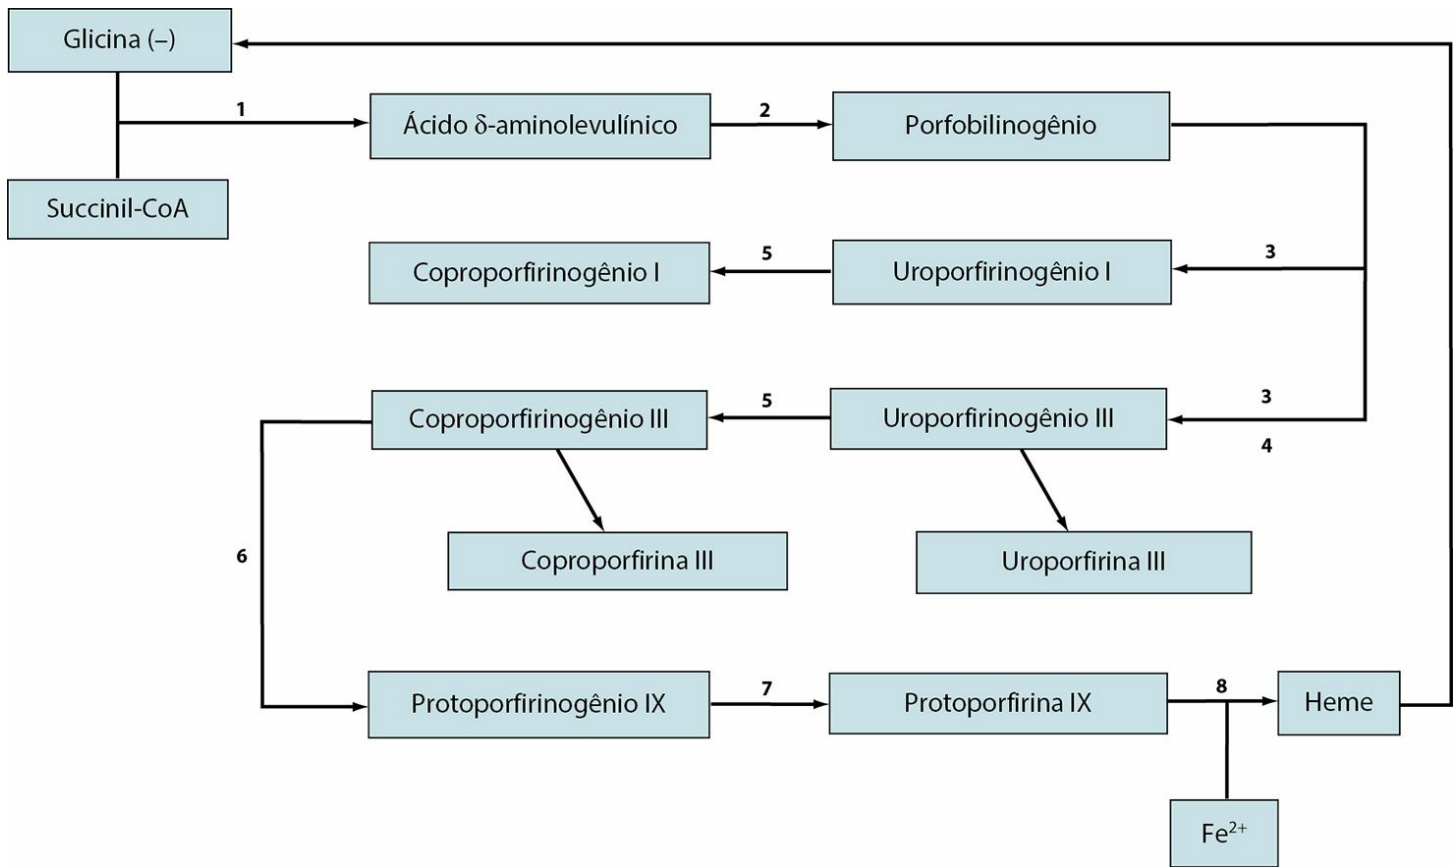 Glicina (–)
1
Ácido δ-aminolevulínico
2
Porfobilinogênio
Succinil-CoA
Coproporfirinogênio I
5
Uroporfirinogênio I
3
Coproporfirinogênio III
5
Uroporfirinogênio III
3
4
Coproporfirina III
Uroporfirina III
6
Protoporfirinogênio IX
7
Protoporfirina IX
8
Heme
Fe²⁺